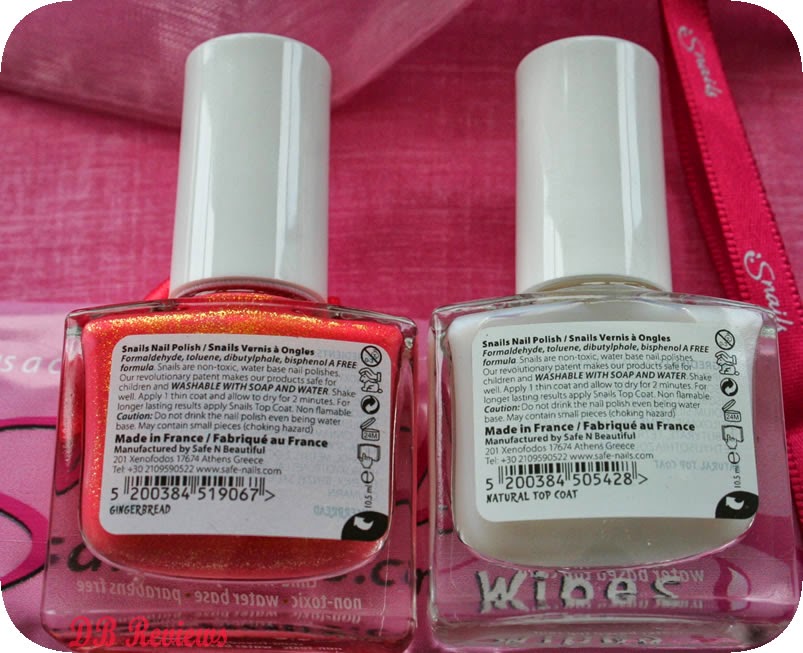 Snails
Snails
Snails Nail Polish / Snails Vernis à Ongles
Formaldehyde, toluene, dibutylphale, bisphenol A FREE
formula. Snails are non-toxic, water base nail polishes.
Our revolutionary patent makes our products safe for
children and WASHABLE WITH SOAP AND WATER. Shake
well. Apply 1 thin coat and allow to dry for 2 minutes. For
longer lasting results apply Snails Top Coat. Non flamable.
Caution: Do not drink the nail polish even being water
base. May contain small pieces (choking hazard)
Made in France / Fabriqué au France
Manufactured by Safe N Beautiful
201 Xenofodos 17674 Athens Greece
Tel: +30 2109590522 www.safe-nails.com
5 200384 519067 >
GINGERBREAD
24M
10.5 ml
Snails Nail Polish / Snails Vernis à Ongles
Formaldehyde, toluene, dibutylphale, bisphenol A FREE
formula. Snails are non-toxic, water base nail polishes.
Our revolutionary patent makes our products safe for
children and WASHABLE WITH SOAP AND WATER. Shake
well. Apply 1 thin coat and allow to dry for 2 minutes. For
longer lasting results apply Snails Top Coat. Non flamable.
Caution: Do not drink the nail polish even being water
base. May contain small pieces (choking hazard)
Made in France / Fabriqué au France
Manufactured by Safe N Beautiful
201 Xenofodos 17674 Athens Greece
Tel: +30 2109590522 www.safe-nails.com
5 200384 505428 >
NATURAL TOP COAT
24M
10.5 ml
non-toxic · water base · parabens free
D.B Reviews